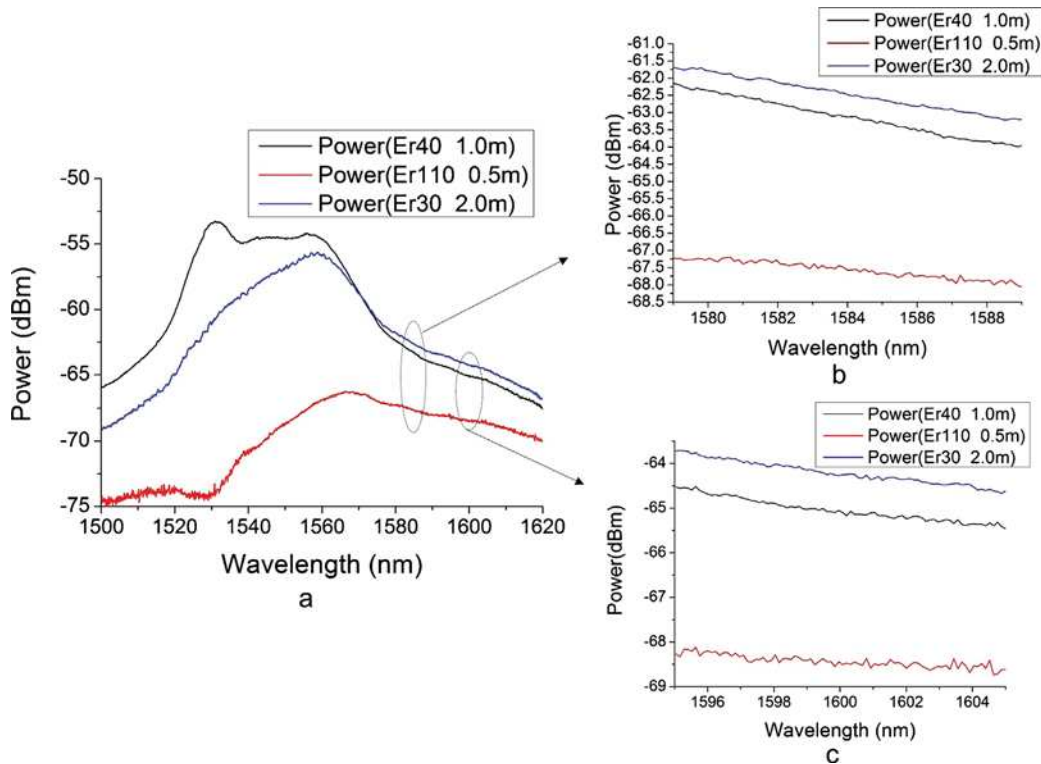 Power(Er40 1.0m)
Power(Er110 0.5m)
Power(Er30 2.0m)
-50
-55
-60
-65
-70
-75
Power (dBm)
1500 1520 1540 1560 1580 1600 1620
Wavelength (nm)
a
Power(Er40 1.0m)
Power(Er110 0.5m)
Power(Er30 2.0m)
-61.0
-61.5
-62.0
-62.5
-63.0
-63.5
-64.0
-64.5
-65.0
-65.5
-66.0
-66.5
-67.0
-67.5
-68.0
-68.5
Power (dBm)
1580 1582 1584 1586 1588
Wavelength (nm)
b
Power(Er40 1.0m)
Power(Er110 0.5m)
Power(Er30 2.0m)
-64
-65
-66
-67
-68
-69
Power(dBm)
1596 1598 1600 1602 1604
Wavelength (nm)
c